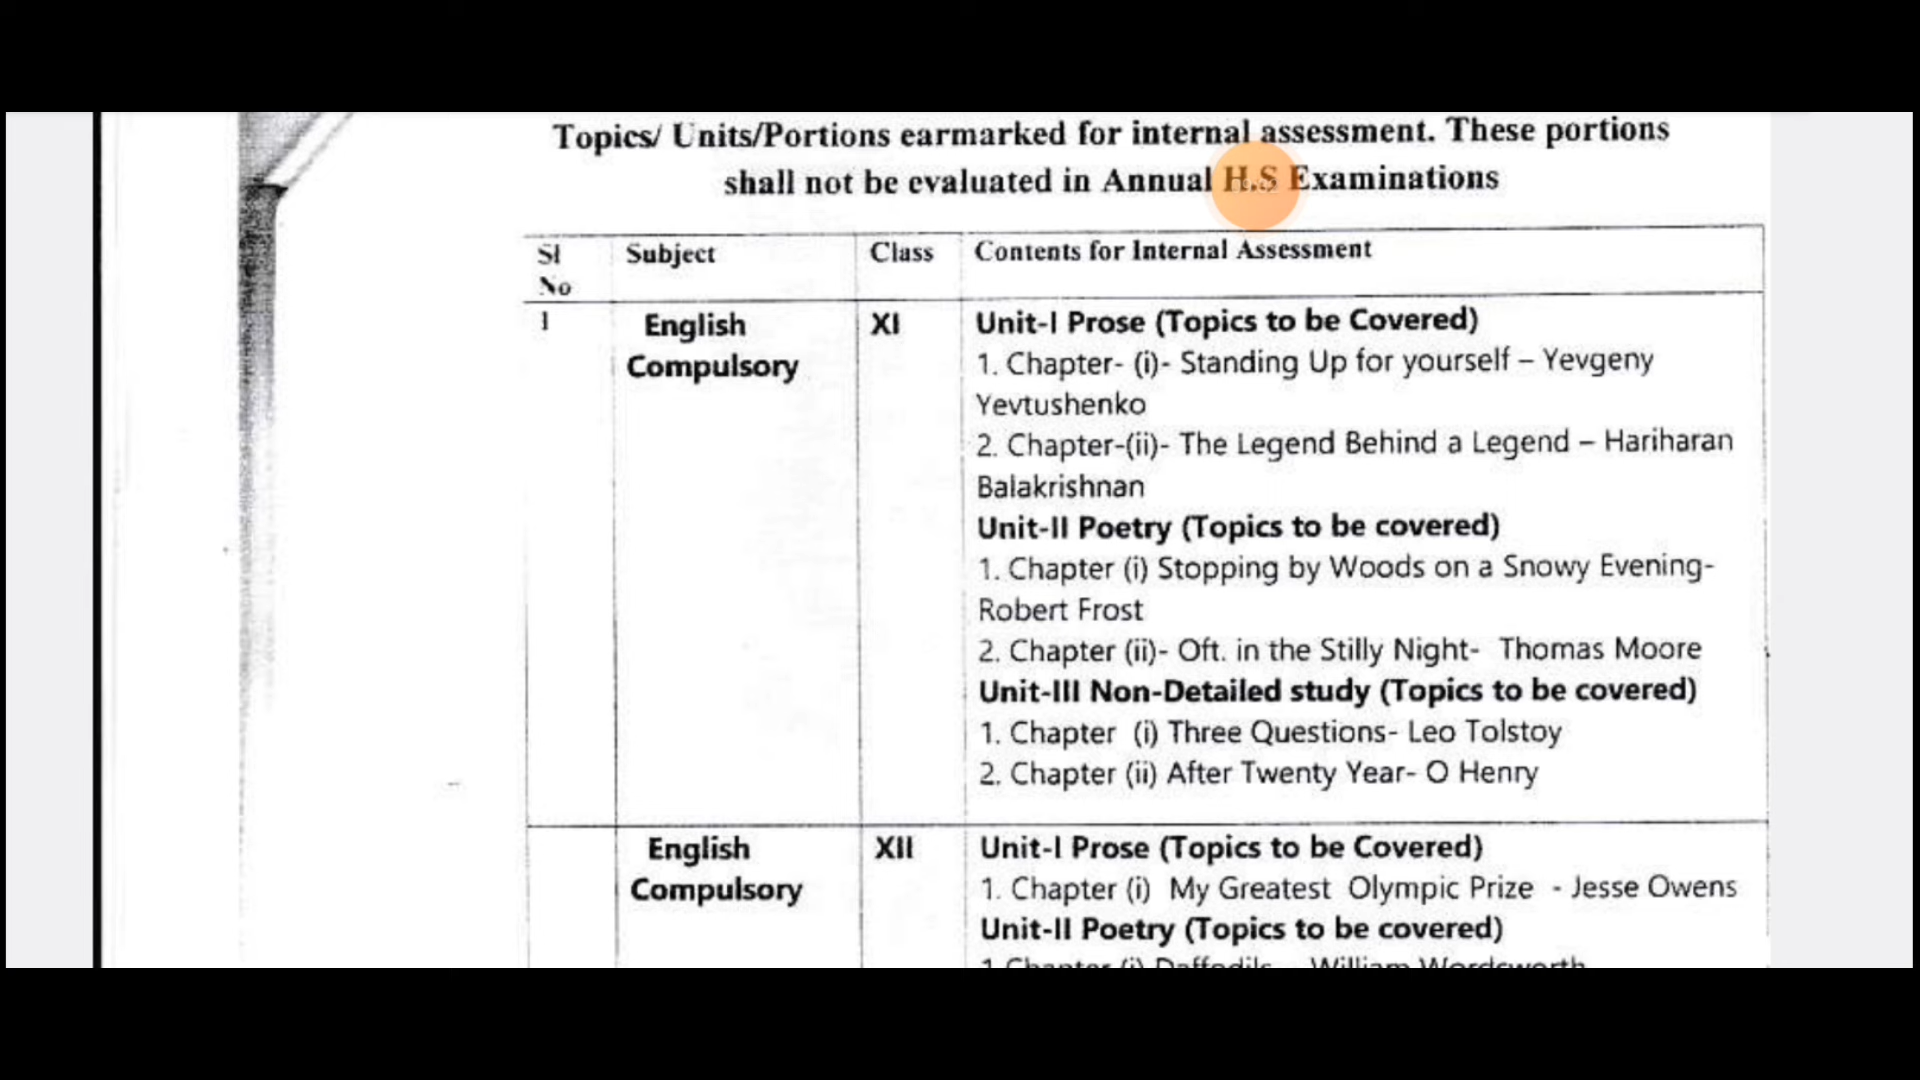 Topics/ Units/Portions earmarked for internal assessment. These portions
shall not be evaluated in Annual H.S Examinations
Sl No
Subject
Class
Contents for Internal Assessment
1
English
Compulsory
XI
Unit-I Prose (Topics to be Covered)
1. Chapter- (i)- Standing Up for yourself – Yevgeny
Yevtushenko
2. Chapter-(ii)- The Legend Behind a Legend – Hariharan
Balakrishnan
Unit-II Poetry (Topics to be covered)
1. Chapter (i) Stopping by Woods on a Snowy Evening-
Robert Frost
2. Chapter (ii)- Oft. in the Stilly Night- Thomas Moore
Unit-III Non-Detailed study (Topics to be covered)
1. Chapter (i) Three Questions- Leo Tolstoy
2. Chapter (ii) After Twenty Year- O Henry
English
Compulsory
XII
Unit-I Prose (Topics to be Covered)
1. Chapter (i) My Greatest Olympic Prize - Jesse Owens
Unit-II Poetry (Topics to be covered)
1 Chapter (i) Daffodils – William Wordsworth